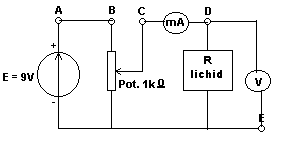 A B C D
mA
+
E = 9V
-
Pot. 1kΩ
R
lichid
V
E